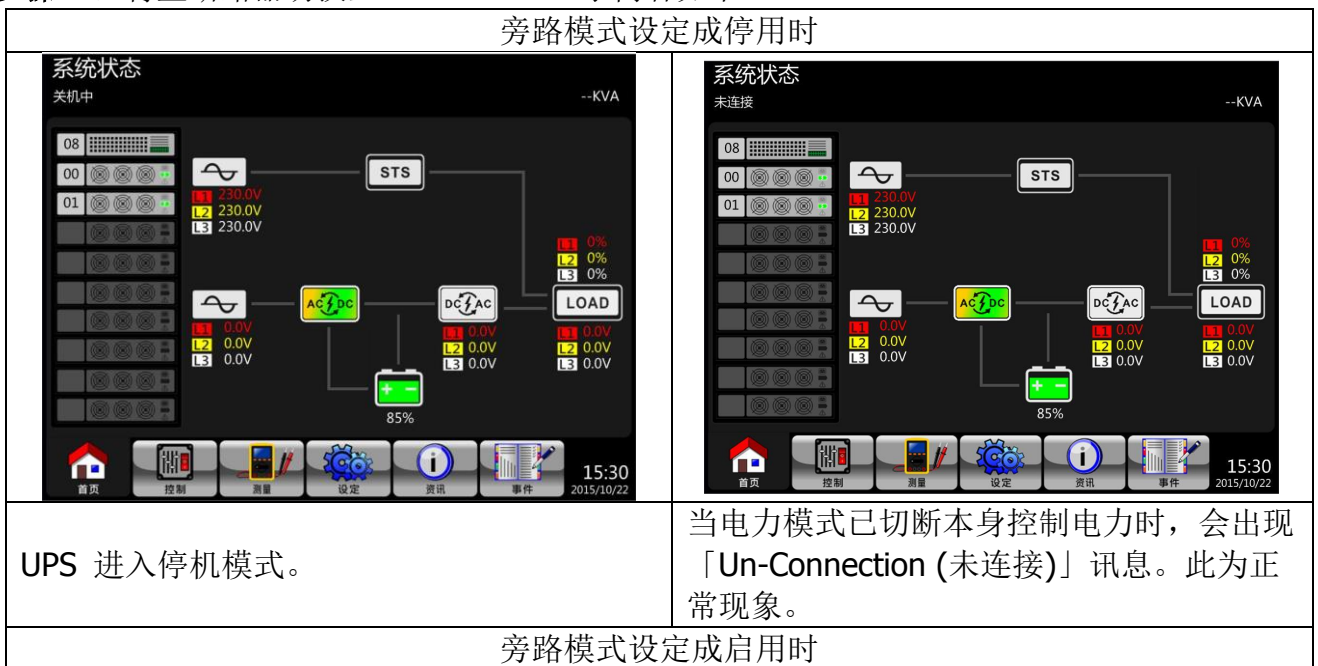 旁路模式设定成停用时
系统状态
关机中
--KVA
08
00
01
STS
L1 230.0V
L2 230.0V
L3 230.0V
L1 0%
L2 0%
L3 0%
AC DC
DC AC
LOAD
L1 0.0V
L2 0.0V
L3 0.0V
L1 0.0V
L2 0.0V
L3 0.0V
L1 0.0V
L2 0.0V
L3 0.0V
+ -
85%
首页
控制
测量
设定
资讯
事件
15:30
2015/10/22
系统状态
未连接
--KVA
08
00
01
STS
L1 230.0V
L2 230.0V
L3 230.0V
L1 0%
L2 0%
L3 0%
AC DC
DC AC
LOAD
L1 0.0V
L2 0.0V
L3 0.0V
L1 0.0V
L2 0.0V
L3 0.0V
L1 0.0V
L2 0.0V
L3 0.0V
+ -
85%
首页
控制
测量
设定
资讯
事件
15:30
2015/10/22
UPS 进入停机模式。
当电力模式已切断本身控制电力时，会出现
「Un-Connection (未连接)」讯息。此为正
常现象。
旁路模式设定成启用时